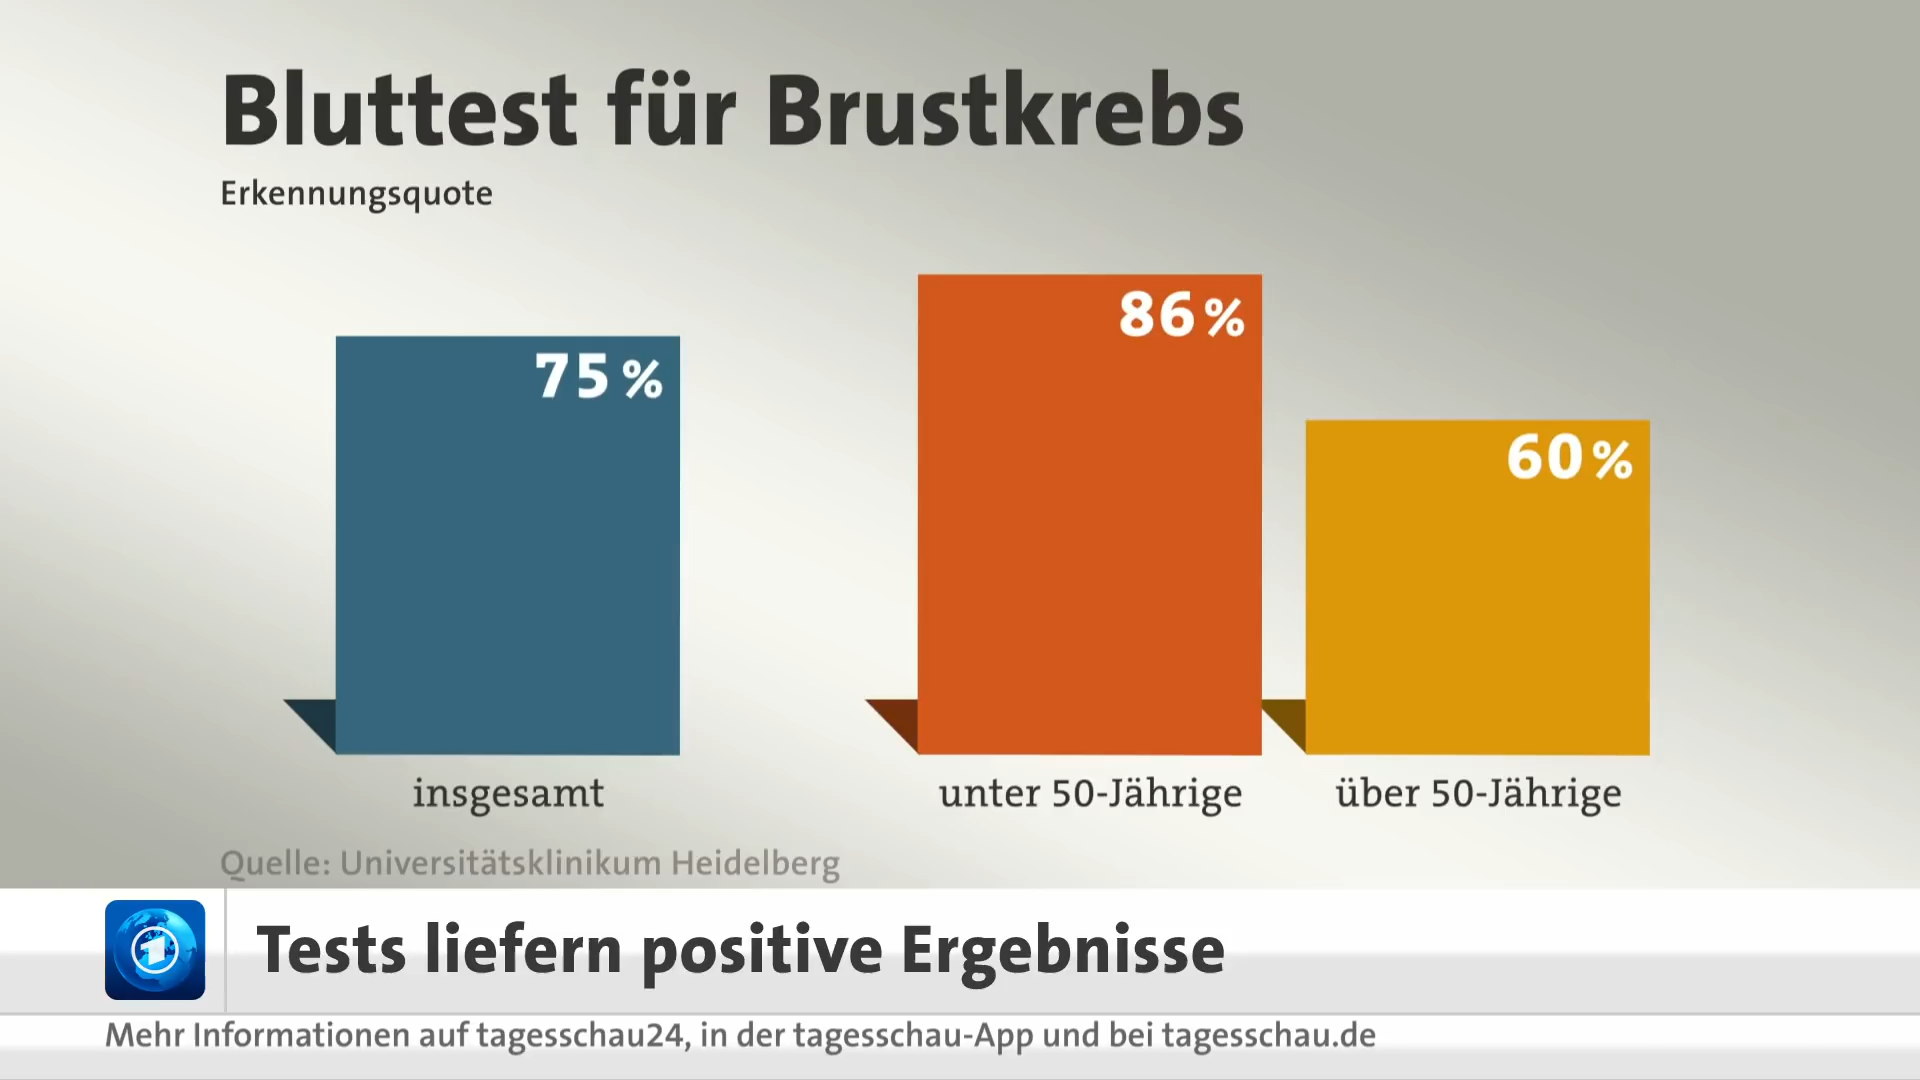 Bluttest für Brustkrebs
Erkennungsquote
75 %
86 %
60 %
insgesamt
unter 50-Jährige
über 50-Jährige
Quelle: Universitätsklinikum Heidelberg
1
Tests liefern positive Ergebnisse
Mehr Informationen auf tagesschau24, in der tagesschau-App und bei tagesschau.de